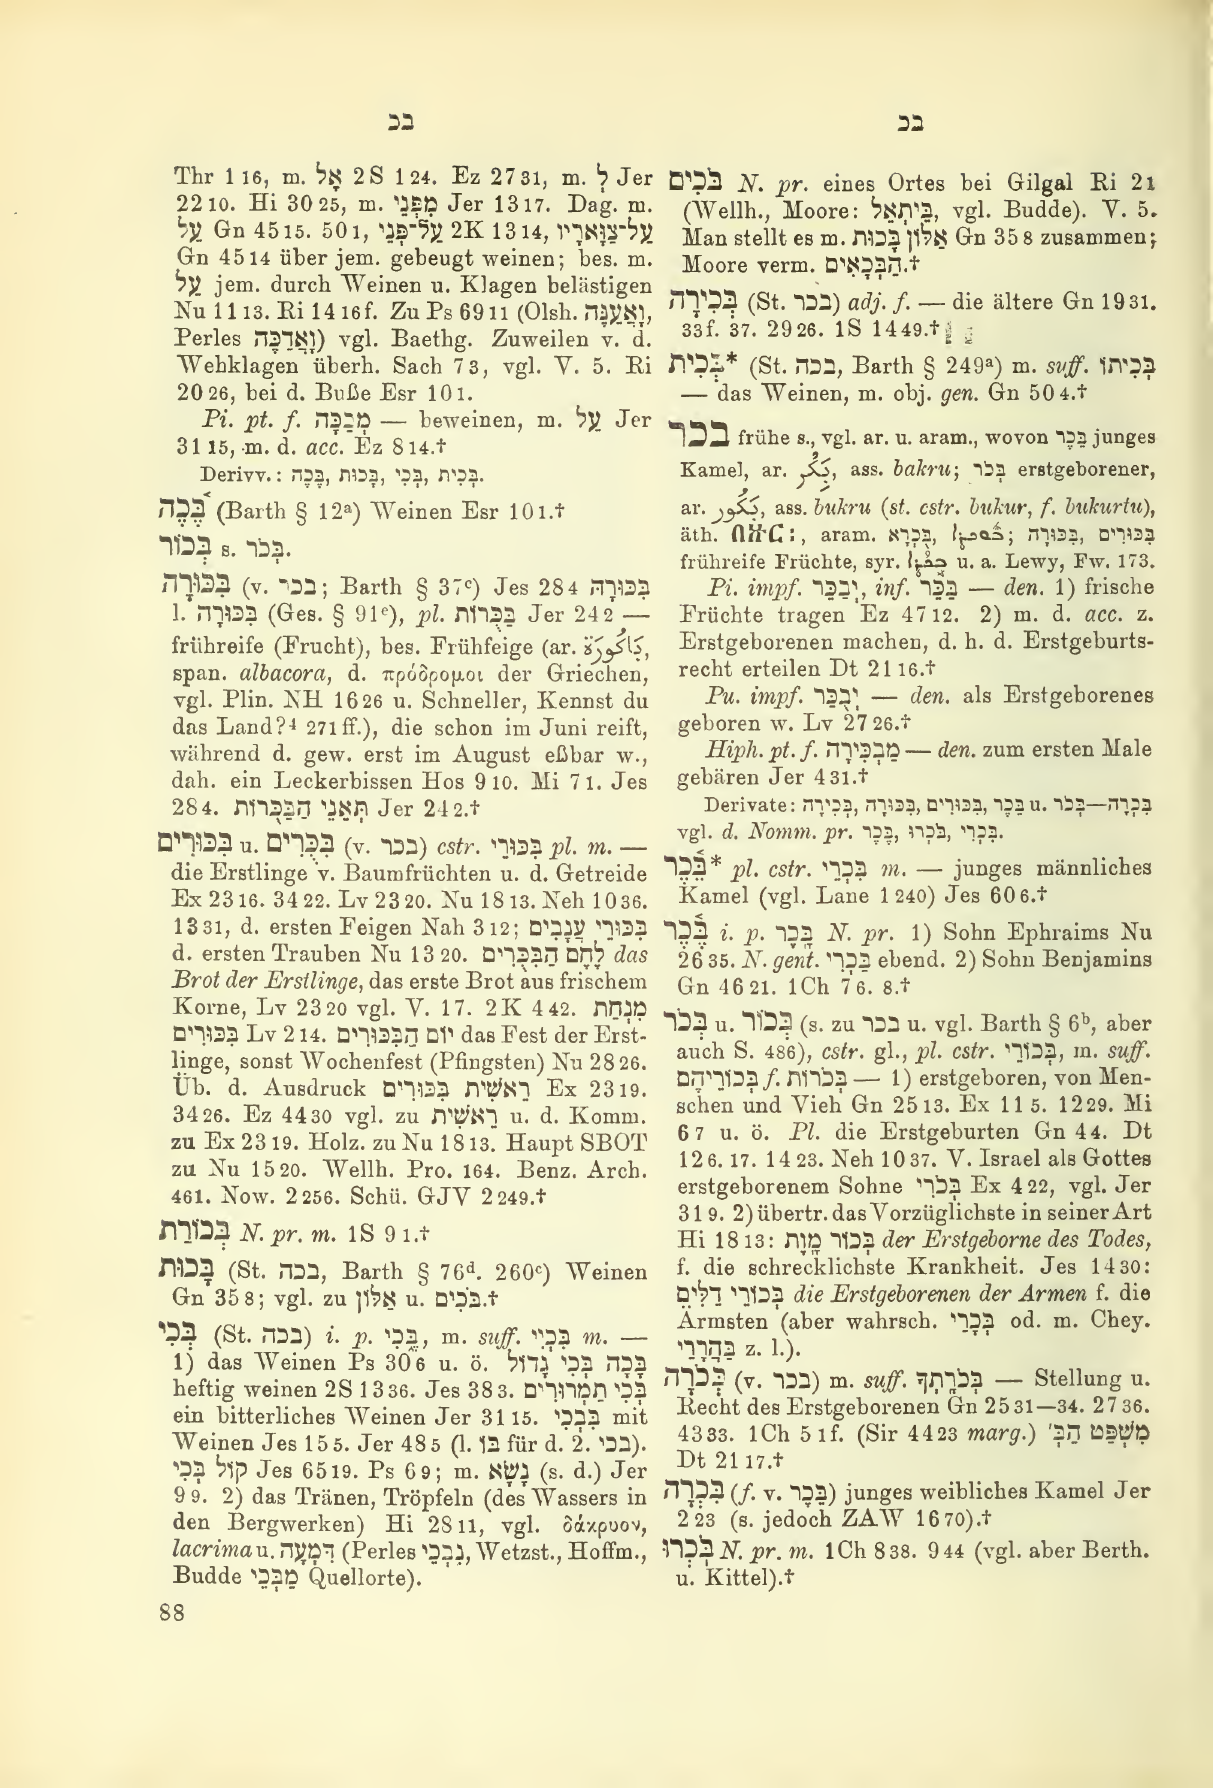 בכ
Thr 1 16, m. אֶל 2S 1 24. Ez 27 31, m. לְ Jer
22 10. Hi 30 25, m. מִפְּנֵי Jer 13 17. Dag. m.
עַל Gn 45 15. 50 1, עַל־פְּנֵי 2K 13 14, עַל־צַוָּארָיו
Gn 45 14 über jem. gebeugt weinen; bes. m.
עַל jem. durch Weinen u. Klagen belästigen
Nu 11 13. Ri 14 16 f. Zu Ps 69 11 (Olsh. וָאֲעַנֶּה,
Perles וָאֲדַכֶּה) vgl. Baethg. Zuweilen v. d.
Wehklagen überh. Sach 7 3, vgl. V. 5. Ri
20 26, bei d. Buße Esr 10 1.
Pi. pt. f. מְבַכָּה — beweinen, m. עַל Jer
31 15, m. d. acc. Ez 8 14.†
Derivv.: בֶּכֶה, בָּכוּת, בְּכִי, בְּכִית.
בֶּכֶה (Barth § 12ᵃ) Weinen Esr 10 1.†
בְּכוֹר s. בְּכֹר.
בִּכּוּרָה (v. בכר; Barth § 37ᶜ) Jes 28 4 בִּכּוּרָהּ
l. בִּכּוּרָה (Ges. § 91ᵉ), pl. בַּכֻּרוֹת Jer 24 2 —
frühreife (Frucht), bes. Frühfeige (ar. بَاكُورَة,
span. albacora, d. πρόδρομοι der Griechen,
vgl. Plin. NH 16 26 u. Schneller, Kennst du
das Land?⁴ 271 ff.), die schon im Juni reift,
während d. gew. erst im August eßbar w.,
dah. ein Leckerbissen Hos 9 10. Mi 7 1. Jes
28 4. תְּאֵנֵי הַבַּכֻּרוֹת Jer 24 2.†
בִּכּוּרִים u. בִּכֻּרִים (v. בכר) cstr. בִּכּוּרֵי pl. m. —
die Erstlinge v. Baumfrüchten u. d. Getreide
Ex 23 16. 34 22. Lv 23 20. Nu 18 13. Neh 10 36.
13 31, d. ersten Feigen Nah 3 12; בִּכּוּרֵי עֲנָבִים
d. ersten Trauben Nu 13 20. לֶחֶם הַבִּכֻּרִים das
Brot der Erstlinge, das erste Brot aus frischem
Korne, Lv 23 20 vgl. V. 17. 2K 4 42. מִנְחַת
בִּכּוּרִים Lv 2 14. יוֹם הַבִּכּוּרִים das Fest der Erst-
linge, sonst Wochenfest (Pfingsten) Nu 28 26.
Üb. d. Ausdruck רֵאשִׁית בִּכּוּרִים Ex 23 19.
34 26. Ez 44 30 vgl. zu רֵאשִׁית u. d. Komm.
zu Ex 23 19. Holz. zu Nu 18 13. Haupt SBOT
zu Nu 15 20. Wellh. Pro. 164. Benz. Arch.
461. Now. 2 256. Schü. GJV 2 249.†
בְּכוֹרַת N. pr. m. 1S 9 1.†
בָּכוּת (St. בכה, Barth § 76ᵈ. 260ᶜ) Weinen
Gn 35 8; vgl. zu אַלּוֹן u. בֹּכִים.†
בְּכִי (St. בכה) i. p. בֶּכִי, m. suff. בִּכְיִי m. —
1) das Weinen Ps 30 6 u. ö. בָּכָה בְּכִי גָדוֹל
heftig weinen 2S 13 36. Jes 38 3. בְּכִי תַמְרוּרִים
ein bitterliches Weinen Jer 31 15. בִּבְכִי mit
Weinen Jes 15 5. Jer 48 5 (l. בוֹ für d. 2. בכי).
קוֹל בְּכִי Jes 65 19. Ps 6 9; m. נָשָׂא (s. d.) Jer
9 9. 2) das Tränen, Tröpfeln (des Wassers in
den Bergwerken) Hi 28 11, vgl. δάκρυον,
lacrima u. דִּמְעָה (Perles נִבְכֵי, Wetzst., Hoffm.,
Budde מַבְּכֵי Quellorte).
88
בכ
בֹּכִים N. pr. eines Ortes bei Gilgal Ri 2 1
(Wellh., Moore: בֵּיתְאֵל, vgl. Budde). V. 5.
Man stellt es m. אַלּוֹן בָּכוּת Gn 35 8 zusammen;
Moore verm. הַבְּכָאִים.†
בְּכִירָה (St. בכר) adj. f. — die ältere Gn 19 31.
33 f. 37. 29 26. 1S 14 49.†
בְּכִית* (St. בכה, Barth § 249ᵃ) m. suff. בְּכִיתוֹ
— das Weinen, m. obj. gen. Gn 50 4.†
בכר frühe s., vgl. ar. u. aram., wovon בֶּכֶר junges
Kamel, ar. بَكْر, ass. bakru; בְּכֹר erstgeborener,
ar. بَكُور, ass. bukru (st. cstr. bukur, f. bukurtu),
äth. በኵር፡, aram. בֻּכְרָא, ; בִּכּוּרָה, בִּכּוּרִים
frühreife Früchte, syr. u. a. Lewy, Fw. 173.
Pi. impf. יְבַכֵּר, inf. בַּכֵּר — den. 1) frische
Früchte tragen Ez 47 12. 2) m. d. acc. z.
Erstgeborenen machen, d. h. d. Erstgeburts-
recht erteilen Dt 21 16.†
Pu. impf. יְבֻכַּר — den. als Erstgeborenes
geboren w. Lv 27 26.†
Hiph. pt. f. מַבְכִּירָה — den. zum ersten Male
gebären Jer 4 31.†
Derivate: בְּכִירָה, בִּכּוּרָה, בִּכּוּרִים, בֶּכֶר u. בְּכֹר—בִּכְרָה
vgl. d. Nomm. pr. בֶּכֶר, בֹּכְרוּ, בִּכְרִי.
בֶּכֶר* pl. cstr. בִּכְרֵי m. — junges männliches
Kamel (vgl. Lane 1 240) Jes 60 6.†
בֶּכֶר i. p. בָּכֶר N. pr. 1) Sohn Ephraims Nu
26 35. N. gent. בַּכְרִי ebend. 2) Sohn Benjamins
Gn 46 21. 1Ch 7 6. 8.†
בְּכֹר u. בְּכוֹר (s. zu בכר u. vgl. Barth § 6ᵇ, aber
auch S. 486), cstr. gl., pl. cstr. בְּכוֹרֵי, m. suff.
בְּכוֹרֵיהֶם f. בְּכֹרוֹת — 1) erstgeboren, von Men-
schen und Vieh Gn 25 13. Ex 11 5. 12 29. Mi
6 7 u. ö. Pl. die Erstgeburten Gn 4 4. Dt
12 6. 17. 14 23. Neh 10 37. V. Israel als Gottes
erstgeborenem Sohne בְּכֹרִי Ex 4 22, vgl. Jer
31 9. 2) übertr. das Vorzüglichste in seiner Art
Hi 18 13: בְּכוֹר מָוֶת der Erstgeborne des Todes,
f. die schrecklichste Krankheit. Jes 14 30:
בְּכוֹרֵי דַלִּים die Erstgeborenen der Armen f. die
Ärmsten (aber wahrsch. בְּכָרַי od. m. Chey.
בַּהֲרָרַי z. l.).
בְּכֹרָה (v. בכר) m. suff. בְּכֹרָתְךָ — Stellung u.
Recht des Erstgeborenen Gn 25 31—34. 27 36.
43 33. 1Ch 5 1 f. (Sir 44 23 marg.) מִשְׁפַּט הַבְּ'
Dt 21 17.†
בִּכְרָה (f. v. בֶּכֶר) junges weibliches Kamel Jer
2 23 (s. jedoch ZAW 16 70).†
בֹּכְרוּ N. pr. m. 1Ch 8 38. 9 44 (vgl. aber Berth.
u. Kittel).†